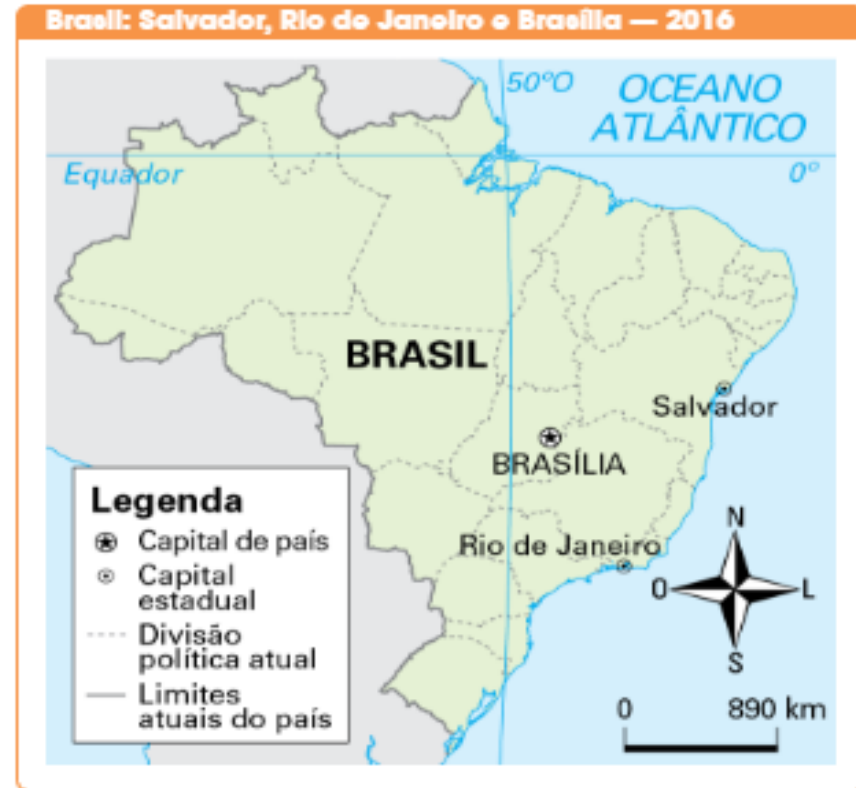 Brasil: Salvador, Rio de Janeiro e Brasília — 2016
50ºO
OCEANO
ATLÂNTICO
Equador
0º
BRASIL
Salvador
BRASÍLIA
Rio de Janeiro
N
O
L
S
Legenda
Capital de país
Capital
estadual
Divisão
política atual
Limites
atuais do país
0 890 km